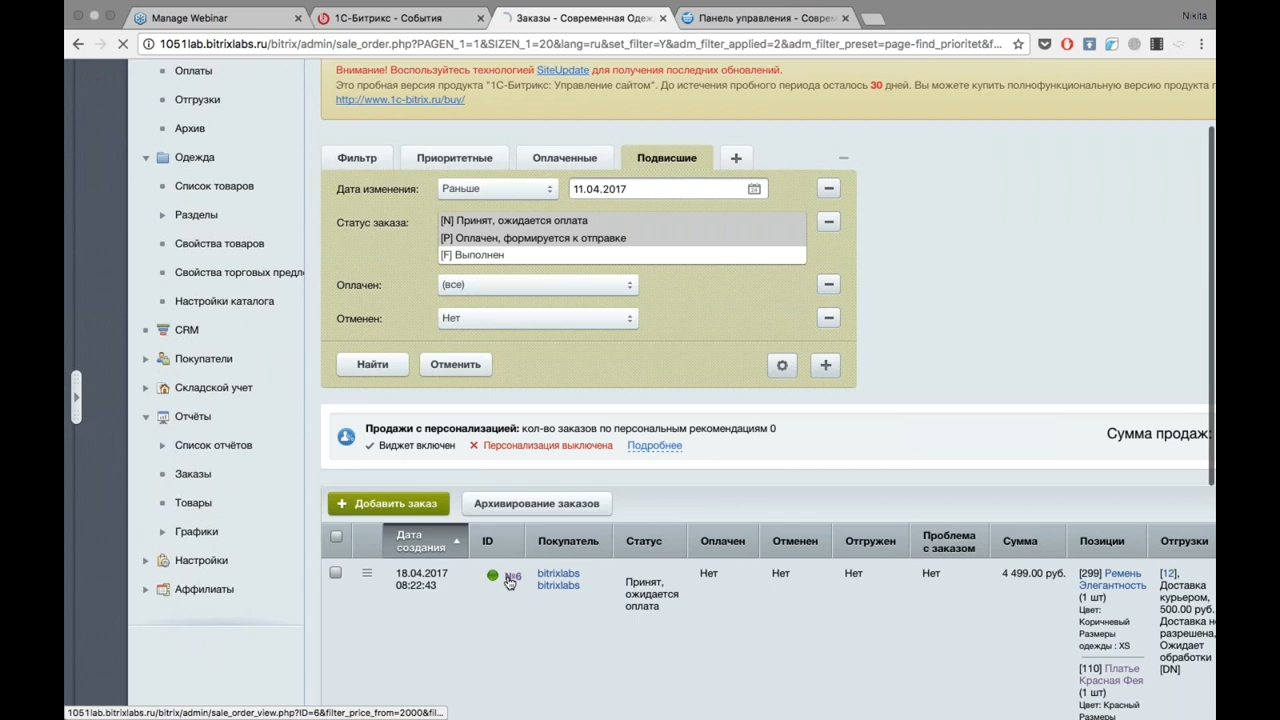 Manage Webinar
1С-Битрикс - События
Заказы - Современная Одеж
Панель управления - Соврем
Nikita
1051lab.bitrixlabs.ru/bitrix/admin/sale_order.php?PAGEN_1=1&SIZEN_1=20&lang=ru&set_filter=Y&adm_filter_applied=2&adm_filter_preset=page-find_prioritet&f...
Оплаты
Отгрузки
Архив
Одежда
Список товаров
Разделы
Свойства товаров
Свойства торговых предл
Настройки каталога
CRM
Покупатели
Складской учет
Отчёты
Список отчётов
Заказы
Товары
Графики
Настройки
Аффилиаты
Внимание! Воспользуйтесь технологией SiteUpdate для получения последних обновлений.
Это пробная версия продукта "1С-Битрикс: Управление сайтом". До истечения пробного периода осталось 30 дней. Вы можете купить полнофункциональную версию продукта п
http://www.1c-bitrix.ru/buy/
Фильтр
Приоритетные
Оплаченные
Подвисшие
Дата изменения:
Раньше
11.04.2017
Статус заказа:
[N] Принят, ожидается оплата
[P] Оплачен, формируется к отправке
[F] Выполнен
Оплачен:
(все)
Отменен:
Нет
Найти
Отменить
Продажи с персонализацией: кол-во заказов по персональным рекомендациям 0
Виджет включен
Персонализация выключена
Подробнее
Сумма продаж:
Добавить заказ
Архивирование заказов
Дата
создания
ID
Покупатель
Статус
Оплачен
Отменен
Отгружен
Проблема
с заказом
Сумма
Позиции
Отгрузки
18.04.2017
08:22:43
№6
bitrixlabs
bitrixlabs
Принят,
ожидается
оплата
Нет
Нет
Нет
Нет
4 499.00 руб.
[299] Ремень
Элегантность
(1 шт)
Цвет:
Коричневый
Размеры
одежды : XS
[110] Платье
Красная Фея
(1 шт)
Цвет: Красный
Размеры
[12],
Доставка
курьером,
500.00 руб.
Доставка не
разрешена,
Ожидает
обработки
[DN]
1051lab.bitrixlabs.ru/bitrix/admin/sale_order_view.php?ID=6&filter_price_from=2000&fil...